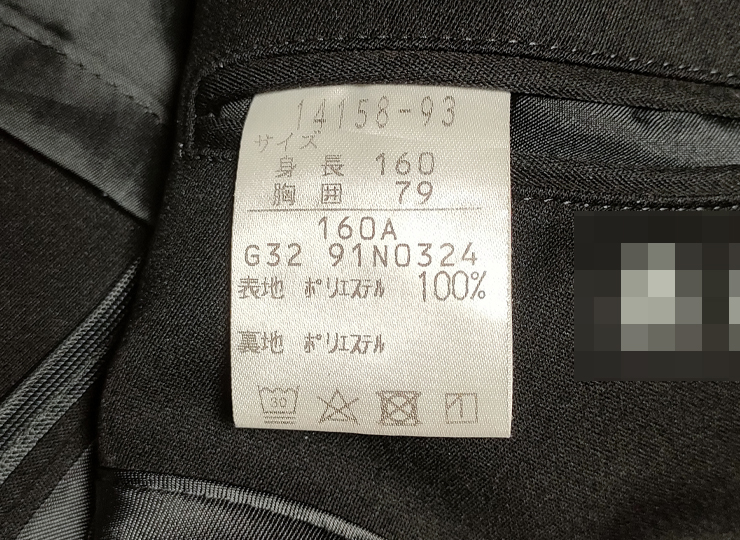 14158-93
サイズ
身 長 160
胸 囲 79
160A
G32 91N0324
表地 ポリエステル 100%
裏地 ポリエステル
30